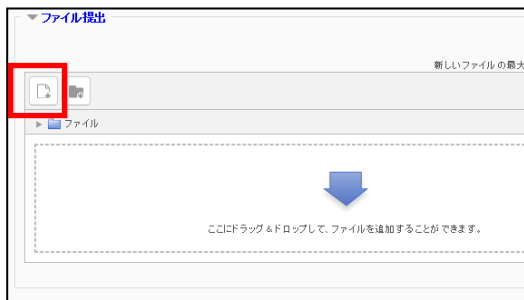 ファイル提出
新しいファイルの最大
ファイル
ここにドラッグ&ドロップして、ファイルを追加することができます。